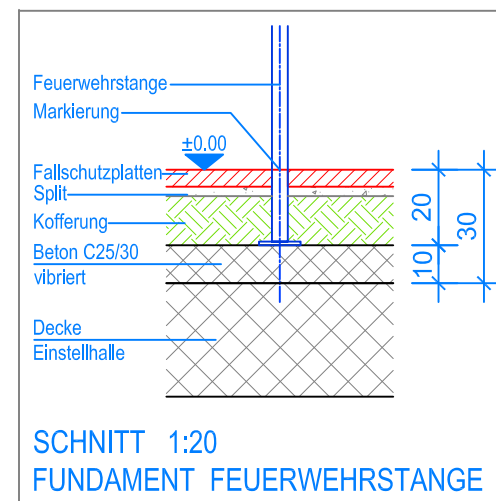 Feuerwehrstange
Markierung
±0.00
Fallschutzplatten
Split
Kofferung
Beton C25/30
vibriert
Decke
Einstellhalle
20
10
30
SCHNITT 1:20
FUNDAMENT FEUERWEHRSTANGE